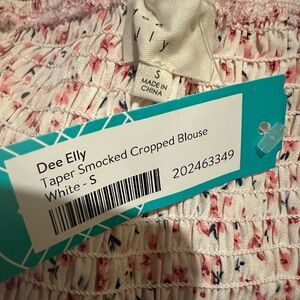 S
MADE IN
CHINA
Dee Elly
Taper Smocked Cropped Blouse
White - S
202463349